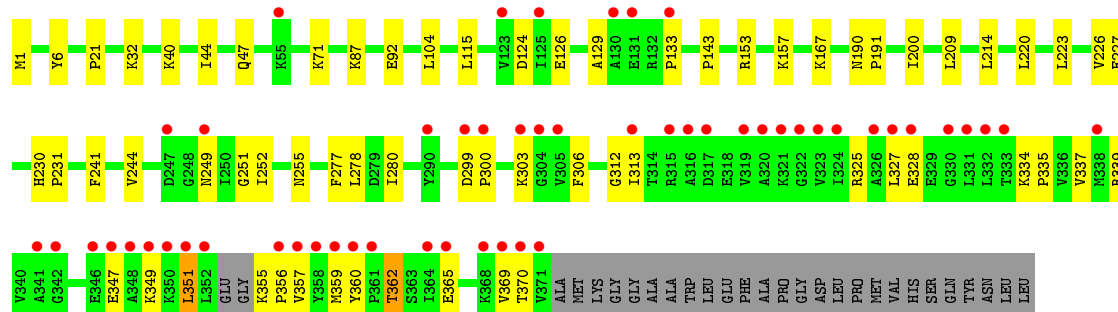 M1 Y6 P21 K32 K40 I44 Q47 K55 K71 K87 E92 L104 L115 V123 D124 I125 E126 A129 A130 E131 R132 P133 P143 R153 K157 K167 N190 P191 I200 L209 L214 L220 L223 V226 E227
H230 P231 F241 V244 D247 G248 N249 I250 G251 I252 N255 F277 L278 D279 I280 Y290 D299 P300 K303 G304 V305 F306 G312 I313 T314 R315 A316 D317 E318 V319 A320 K321 G322 V323 I324 R325 A326 L327 E328 E329 G330 L331 L332 T333 K334 P335 V336 V337 M338 R339
V340 A341 G342 E346 E347 A348 K349 K350 L351 L352 GLU GLY K355 P356 V357 Y358 M359 Y360 P361 T362 S363 I364 E365 K368 V369 T370 V371 ALA MET LYS GLY GLY ALA ALA TRP LEU GLU PHE ALA PRO GLY ASP LEU PRO MET VAL HIS SER GLN TYR ASN LEU LEU